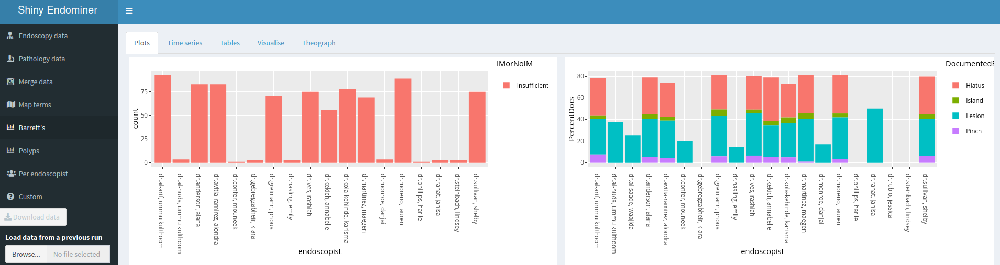 Shiny Endominer
Endoscopy data
Pathology data
Merge data
Map terms
Barrett's
Polyps
Per endoscopist
Custom
Download data
Load data from a previous run
Browse... No file selected
Plots Time series Tables Visualise Theograph
IMorNoIM
Insufficient
count
75
50
25
0
dr.al-arif, ummu kulthoom
dr.al-huda, ummu kulthoom
dr.anderson, alana
dr.avitia-ramirez, alondra
dr.confer, mouneek
dr.gebregzabheir, kiara
dr.greimann, phoua
dr.hasling, emily
dr.ives, rashiah
dr.kekich, annabelle
dr.kola-kehinde, karisma
dr.martinez, maegen
dr.monroe, danjai
dr.moreno, lauren
dr.phillips, harlie
dr.rahat, janisa
dr.steinbach, lindsey
dr.sullivan, shelby
endoscopist
DocumentedE
Hiatus
Island
Lesion
Pinch
PercentDocs
80
60
40
20
0
dr.al-arif, ummu kulthoom
dr.al-huda, ummu kulthoom
dr.al-saade, waajida
dr.anderson, alana
dr.avitia-ramirez, alondra
dr.confer, mouneek
dr.gebregzabheir, kiara
dr.greimann, phoua
dr.hasling, emily
dr.ives, rashiah
dr.kekich, annabelle
dr.kola-kehinde, karisma
dr.martinez, maegen
dr.monroe, danjai
dr.moreno, lauren
dr.phillips, harlie
dr.rahat, janisa
dr.rubio, jessica
dr.steinbach, lindsey
dr.sullivan, shelby
endoscopist